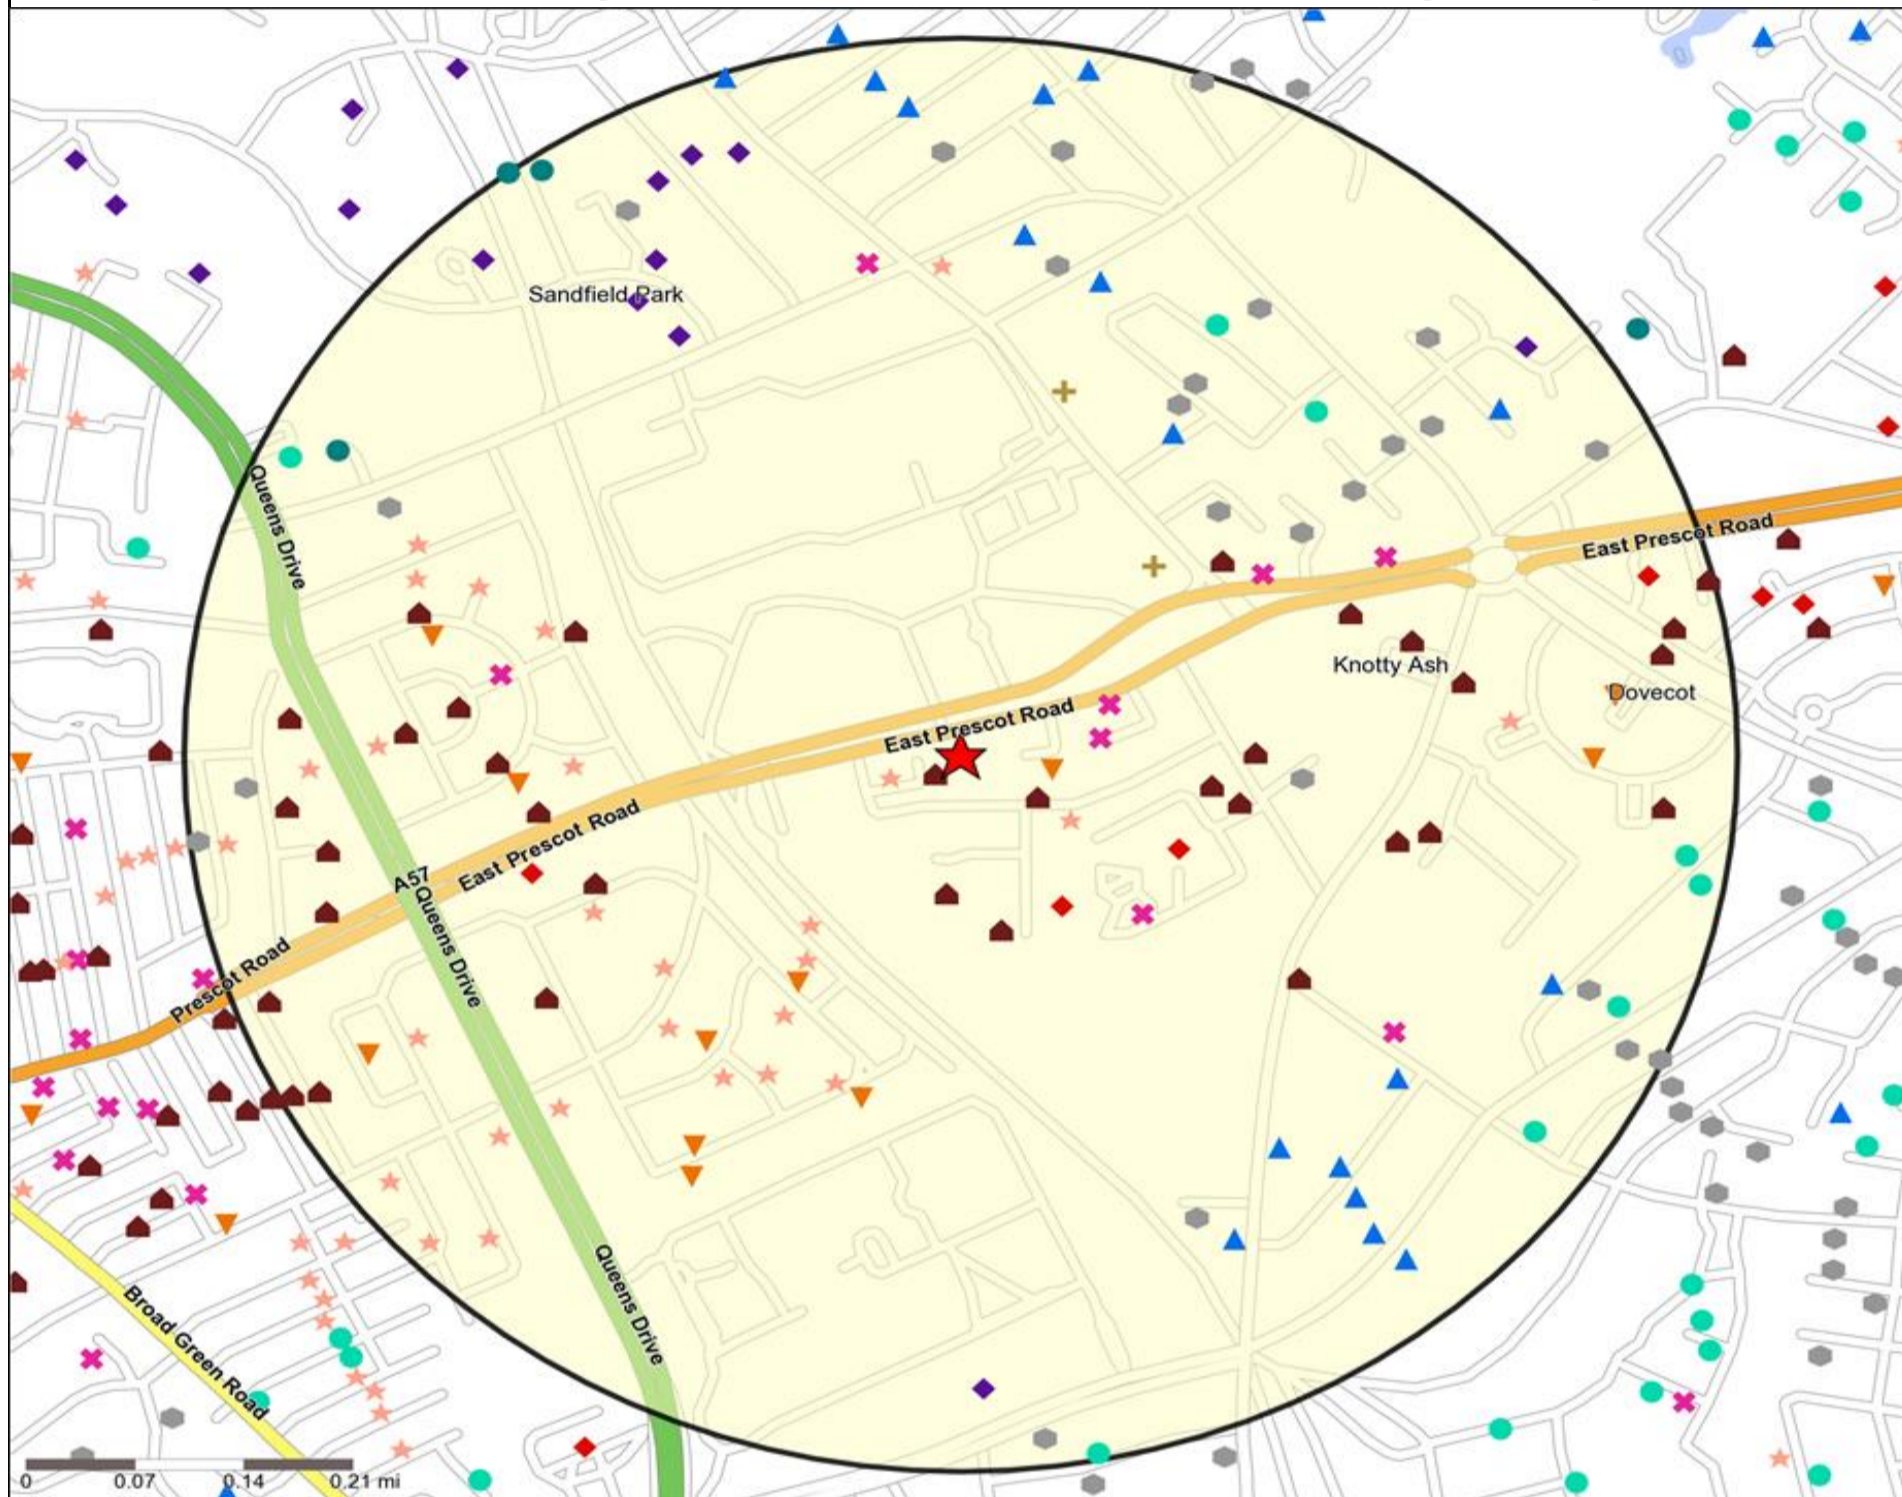 Sandfield Park
Queens Drive
East Prescot Road
Knotty Ash
Dovecot
East Prescot Road
A57
East Prescot Road
Queens Drive
Prescot Road
Queens Drive
Broad Green Road
0 0.07 0.14 0.21 mi